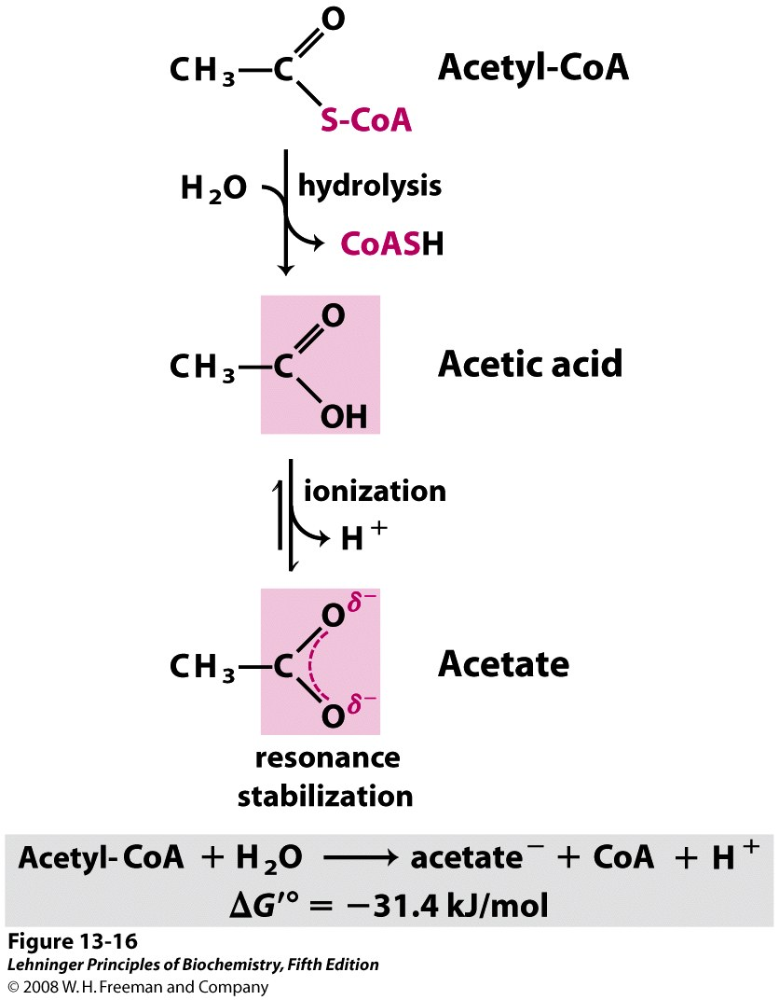 O
CH₃—C Acetyl-CoA
S-CoA
H₂O hydrolysis
CoASH
O
CH₃—C Acetic acid
OH
ionization
H⁺
O δ⁻
CH₃—C Acetate
O δ⁻
resonance
stabilization
Acetyl-CoA + H₂O ⟶ acetate⁻ + CoA + H⁺
ΔG′° = −31.4 kJ/mol
Figure 13-16
Lehninger Principles of Biochemistry, Fifth Edition
© 2008 W. H. Freeman and Company